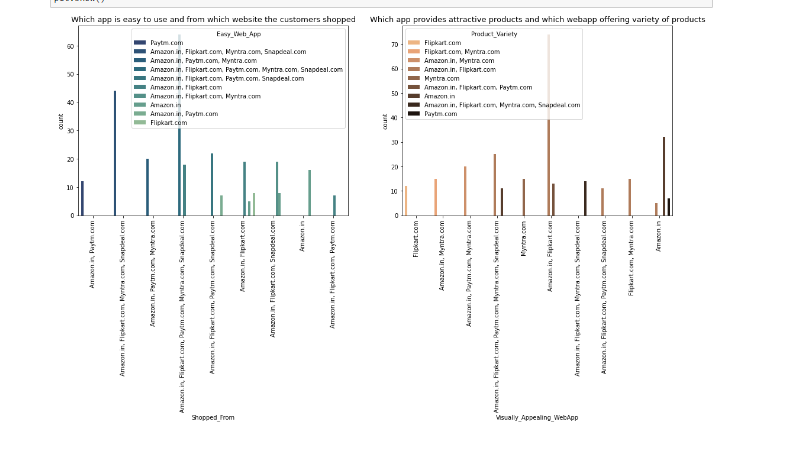 Which app is easy to use and from which website the customers shopped
Easy_Web_App
Paytm.com
Amazon.in, Flipkart.com, Myntra.com, Snapdeal.com
Amazon.in, Paytm.com, Myntra.com
Amazon.in, Flipkart.com, Paytm.com, Myntra.com, Snapdeal.com
Amazon.in, Flipkart.com, Paytm.com, Snapdeal.com
Amazon.in, Flipkart.com
Amazon.in, Flipkart.com, Myntra.com
Amazon.in
Amazon.in, Paytm.com
Flipkart.com
count
60
50
40
30
20
10
0
Amazon.in, Paytm.com
Amazon.in, Flipkart.com, Myntra.com, Snapdeal.com
Amazon.in, Paytm.com, Myntra.com
Amazon.in, Flipkart.com, Paytm.com, Myntra.com, Snapdeal.com
Amazon.in, Flipkart.com, Paytm.com, Snapdeal.com
Amazon.in, Flipkart.com
Amazon.in, Flipkart.com, Snapdeal.com
Amazon.in
Amazon.in, Flipkart.com, Paytm.com
Shopped_From
Which app provides attractive products and which webapp offering variety of products
Product_Variety
Flipkart.com
Flipkart.com, Myntra.com
Amazon.in, Myntra.com
Amazon.in, Flipkart.com
Myntra.com
Amazon.in, Flipkart.com, Paytm.com
Amazon.in
Amazon.in, Flipkart.com, Myntra.com, Snapdeal.com
Paytm.com
count
70
60
50
40
30
20
10
0
Flipkart.com
Amazon.in, Myntra.com
Amazon.in, Flipkart.com, Myntra.com
Amazon.in, Flipkart.com, Paytm.com, Myntra.com, Snapdeal.com
Myntra.com
Amazon.in, Flipkart.com
Amazon.in, Flipkart.com, Myntra.com, Snapdeal.com
Amazon.in, Flipkart.com, Paytm.com, Snapdeal.com
Flipkart.com, Myntra.com
Amazon.in
Visually_Appealing_WebApp